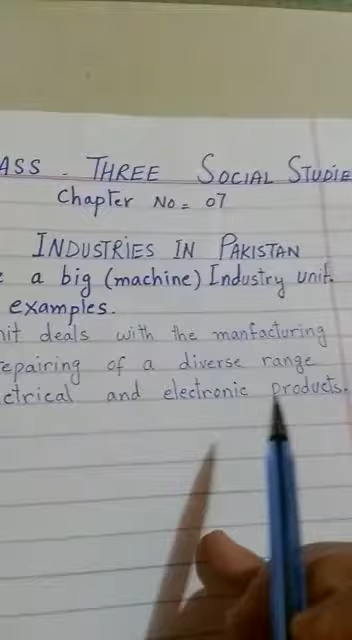 ASS - THREE SOCIAL STUDIE
Chapter No = 07
INDUSTRIES IN PAKISTAN
a big (machine) Industry unit.
examples.
nit deals with the manfacturing
epairing of a diverse range
ctrical and electronic products.